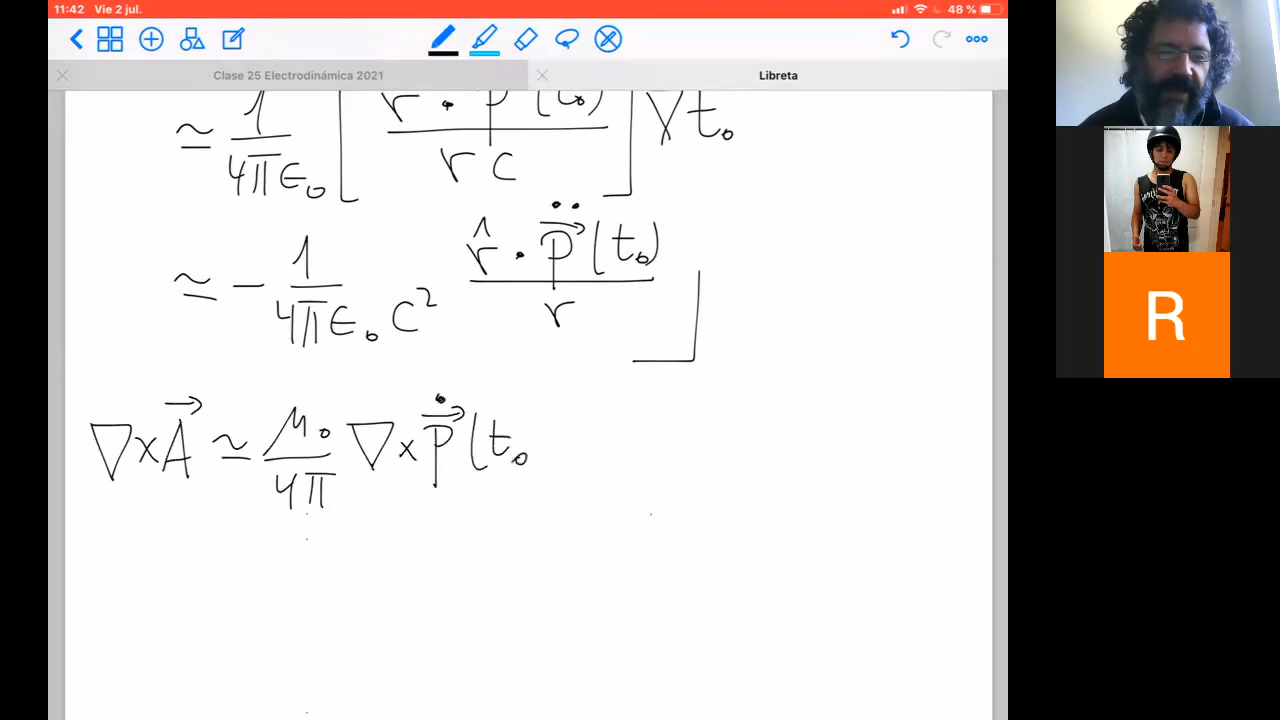 11:42 Vie 2 jul. 48 %
Clase 25 Electrodinámica 2021 Libreta
≃ 1/(4πε₀) [ r · p̈(t₀) / (r c) ] ∇t₀
≃ − 1/(4πε₀c²) r̂ · p̈⃗(t₀) / r ]
∇×A⃗ ≃ μ₀/(4π) ∇×ṗ⃗(t₀
R